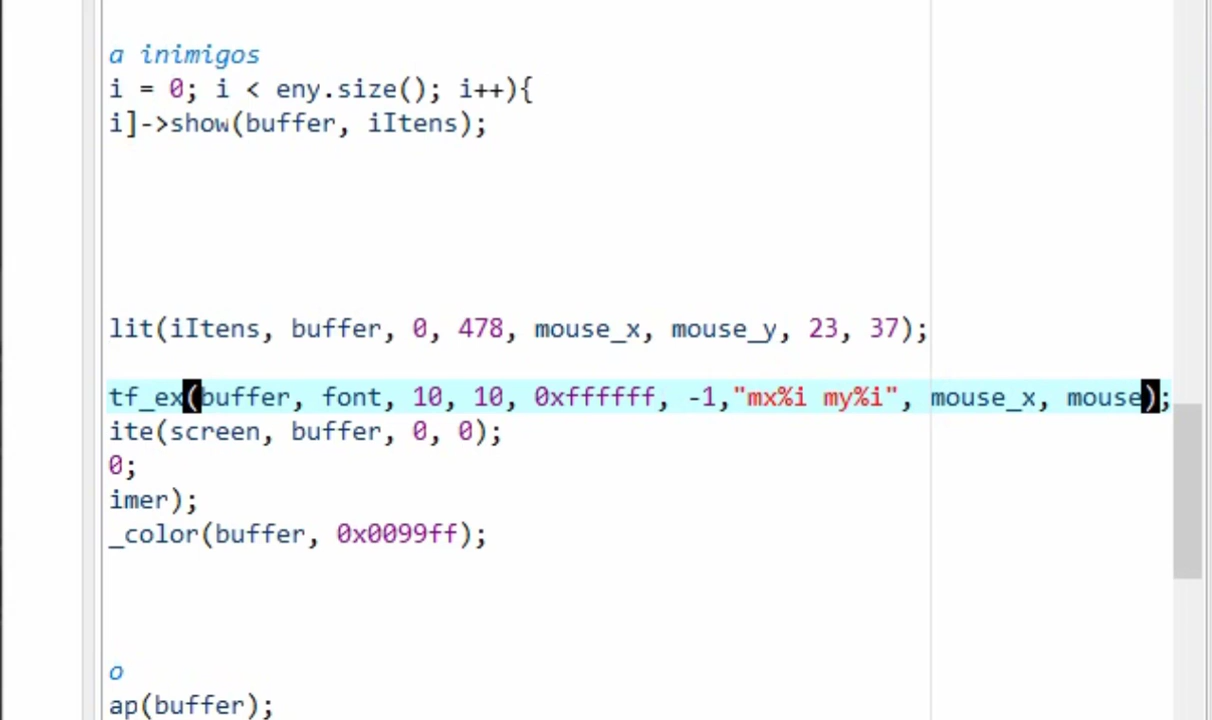 a inimigos
i = 0; i < eny.size(); i++){
i]->show(buffer, iItens);
lit(iItens, buffer, 0, 478, mouse_x, mouse_y, 23, 37);
tf_ex(buffer, font, 10, 10, 0xffffff, -1,"mx%i my%i", mouse_x, mouse);
ite(screen, buffer, 0, 0);
0;
imer);
_color(buffer, 0x0099ff);
o
ap(buffer);